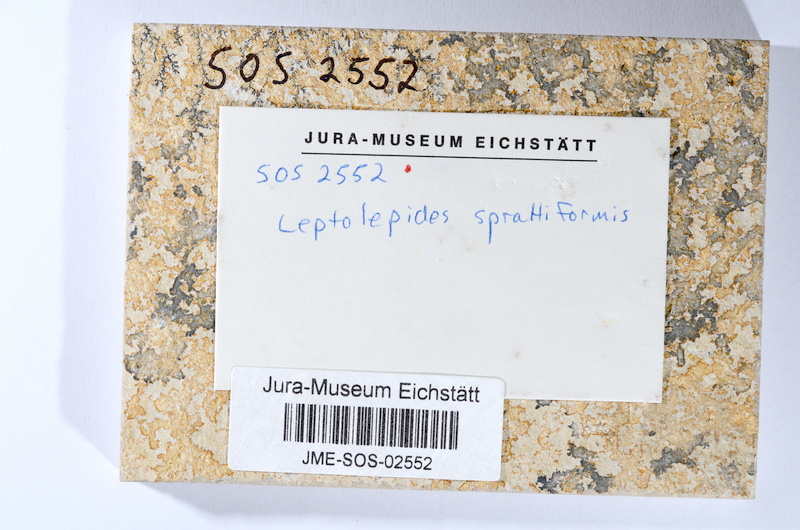 SOS 2552
JURA-MUSEUM EICHSTÄTT
SOS 2552
Leptolepides sprattiformis
Jura-Museum Eichstätt
JME-SOS-02552